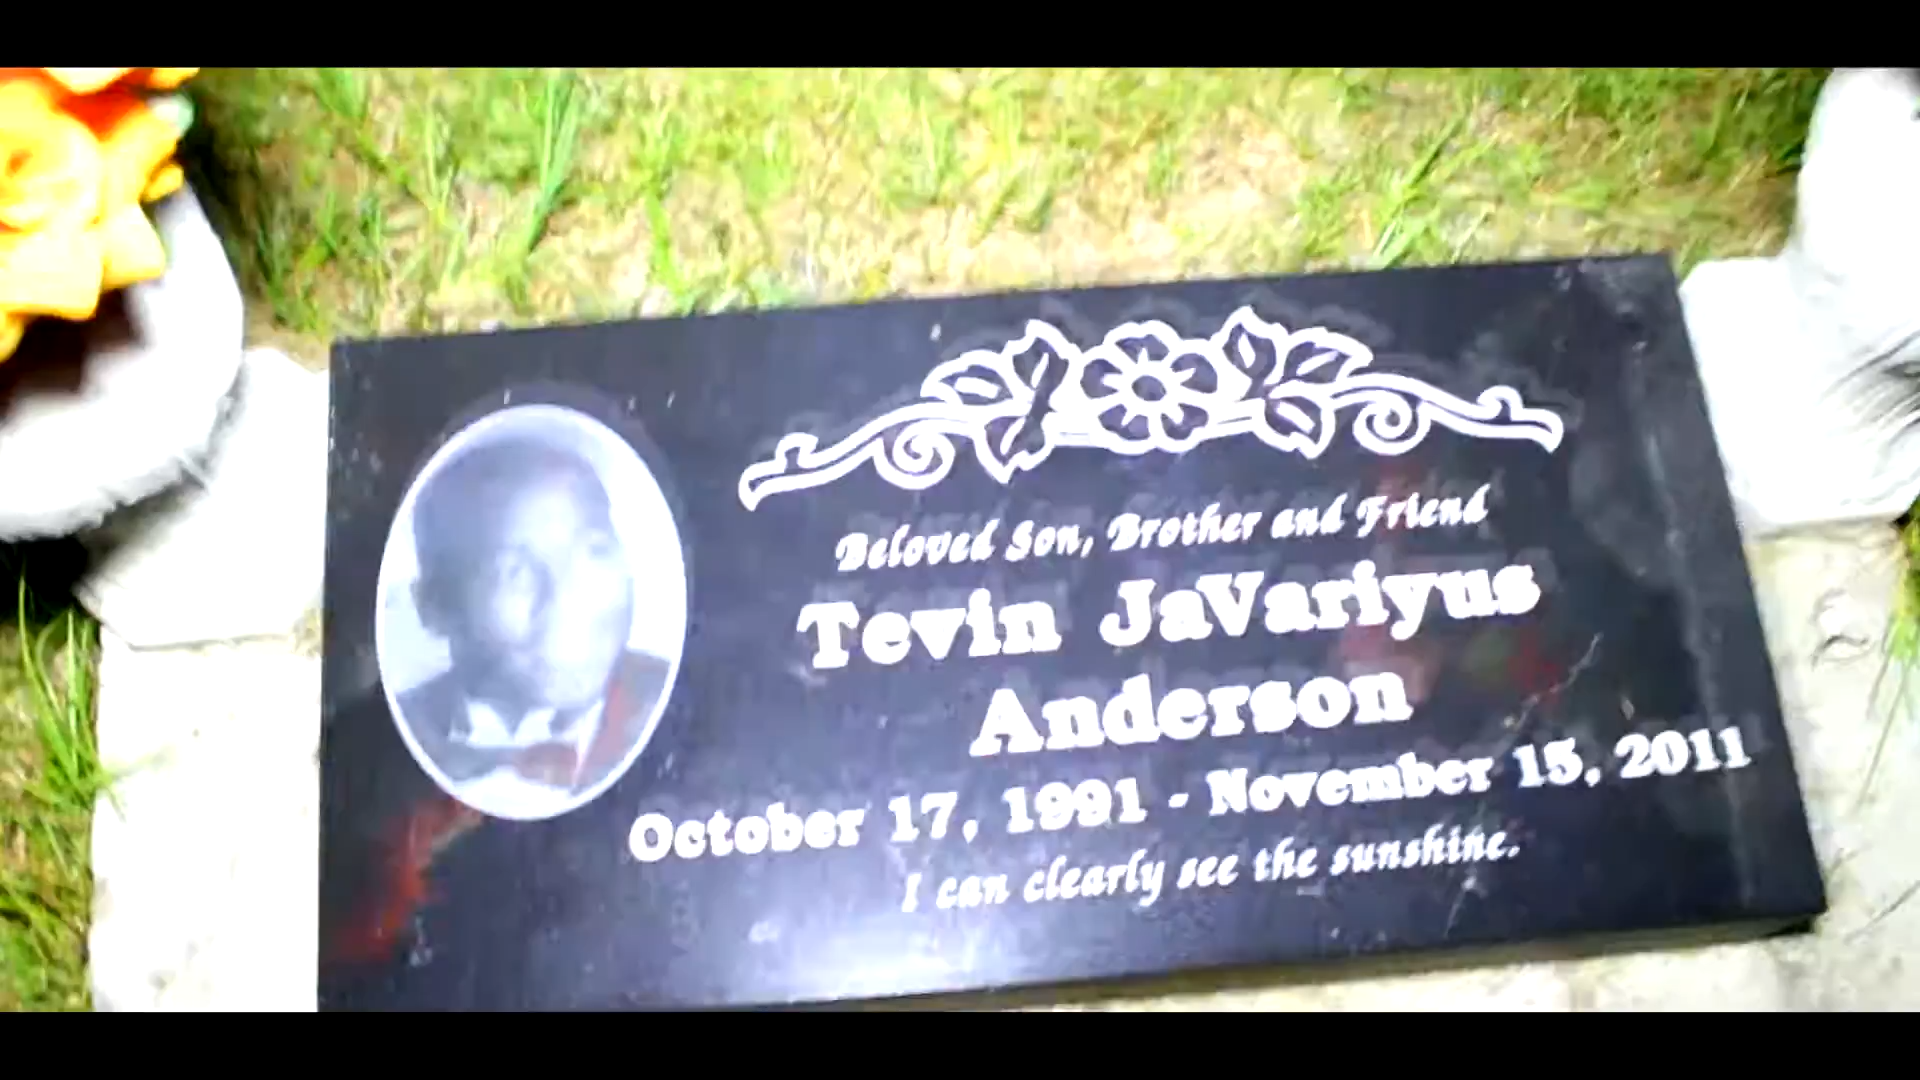 Beloved Son, Brother and Friend
Tevin JaVariyus
Anderson
October 17, 1991 - November 15, 2011
I can clearly see the sunshine.